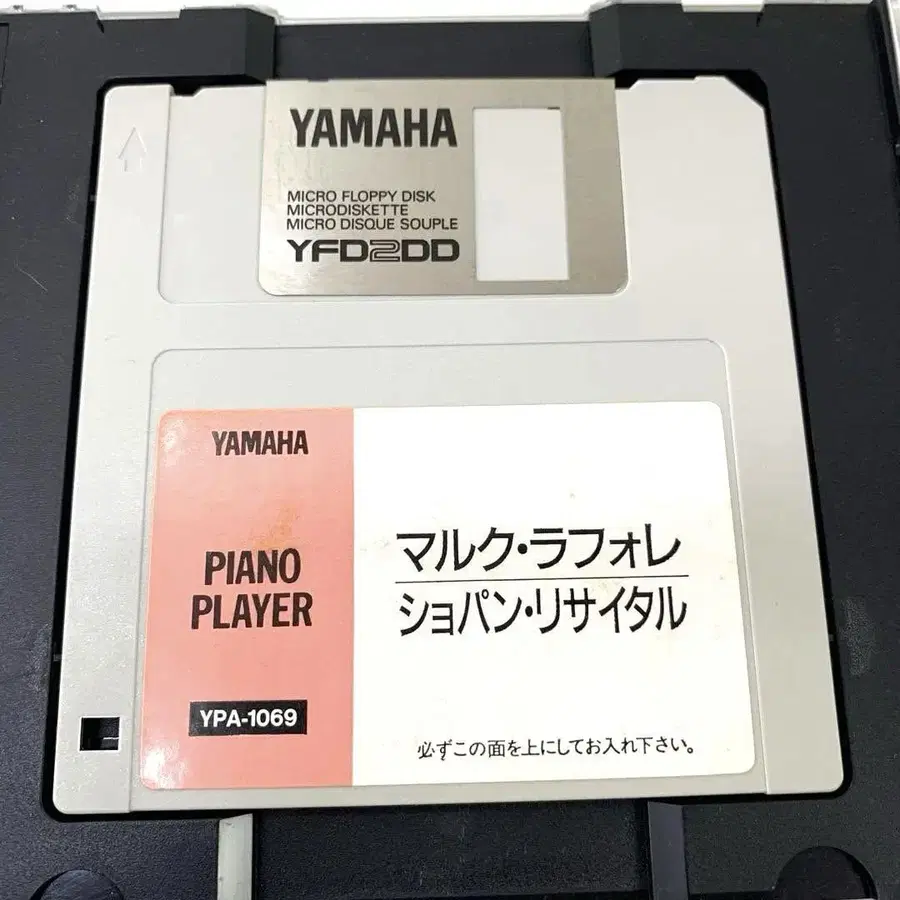 YAMAHA
MICRO FLOPPY DISK
MICRODISKETTE
MICRO DISQUE SOUPLE
YFD2DD
YAMAHA
PIANO
PLAYER
YPA-1069
マルク・ラフォレ
ショパン・リサイタル
必ずこの面を上にしてお入れ下さい。